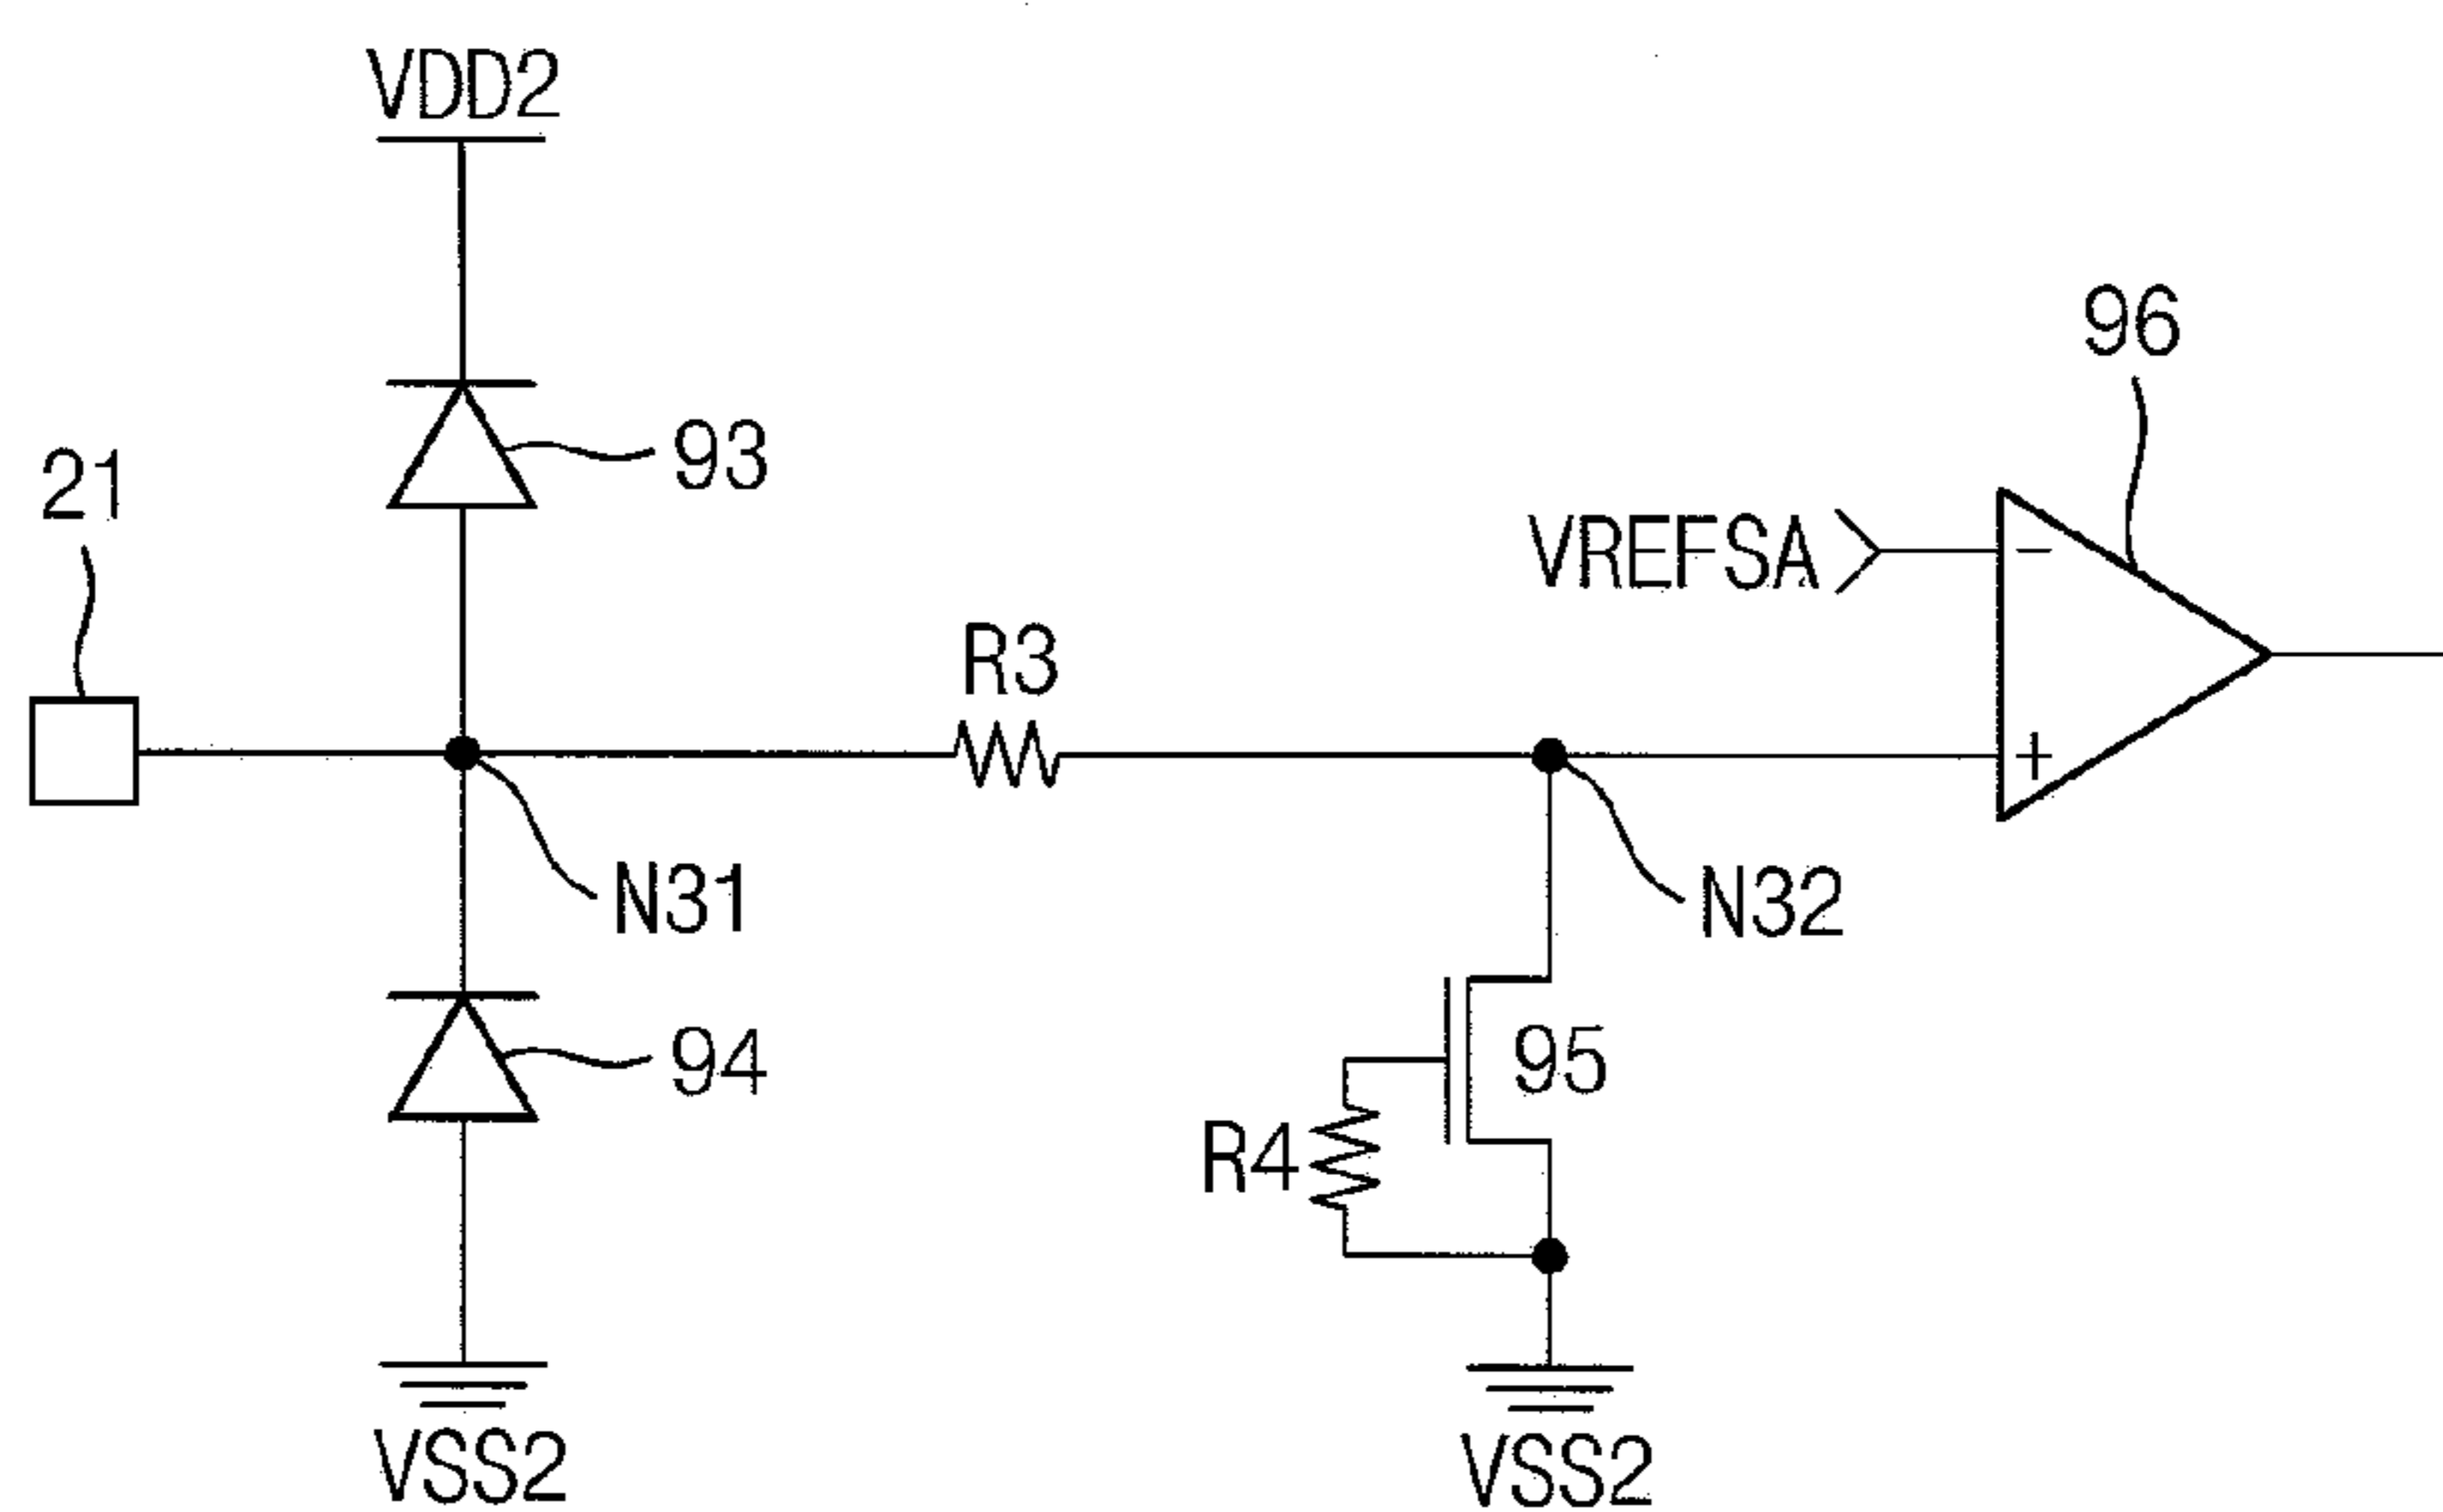 VDD2
93
21
96
VREFSA
−
R3
+
N31
N32
94
95
R4
VSS2
VSS2